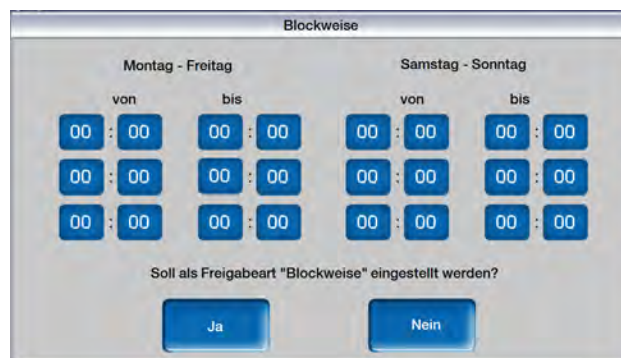 Blockweise
Montag - Freitag Samstag - Sonntag
von bis von bis
00 : 00 00 : 00 00 : 00 00 : 00
00 : 00 00 : 00 00 : 00 00 : 00
00 : 00 00 : 00 00 : 00 00 : 00
Soll als Freigabeart "Blockweise" eingestellt werden?
Ja Nein